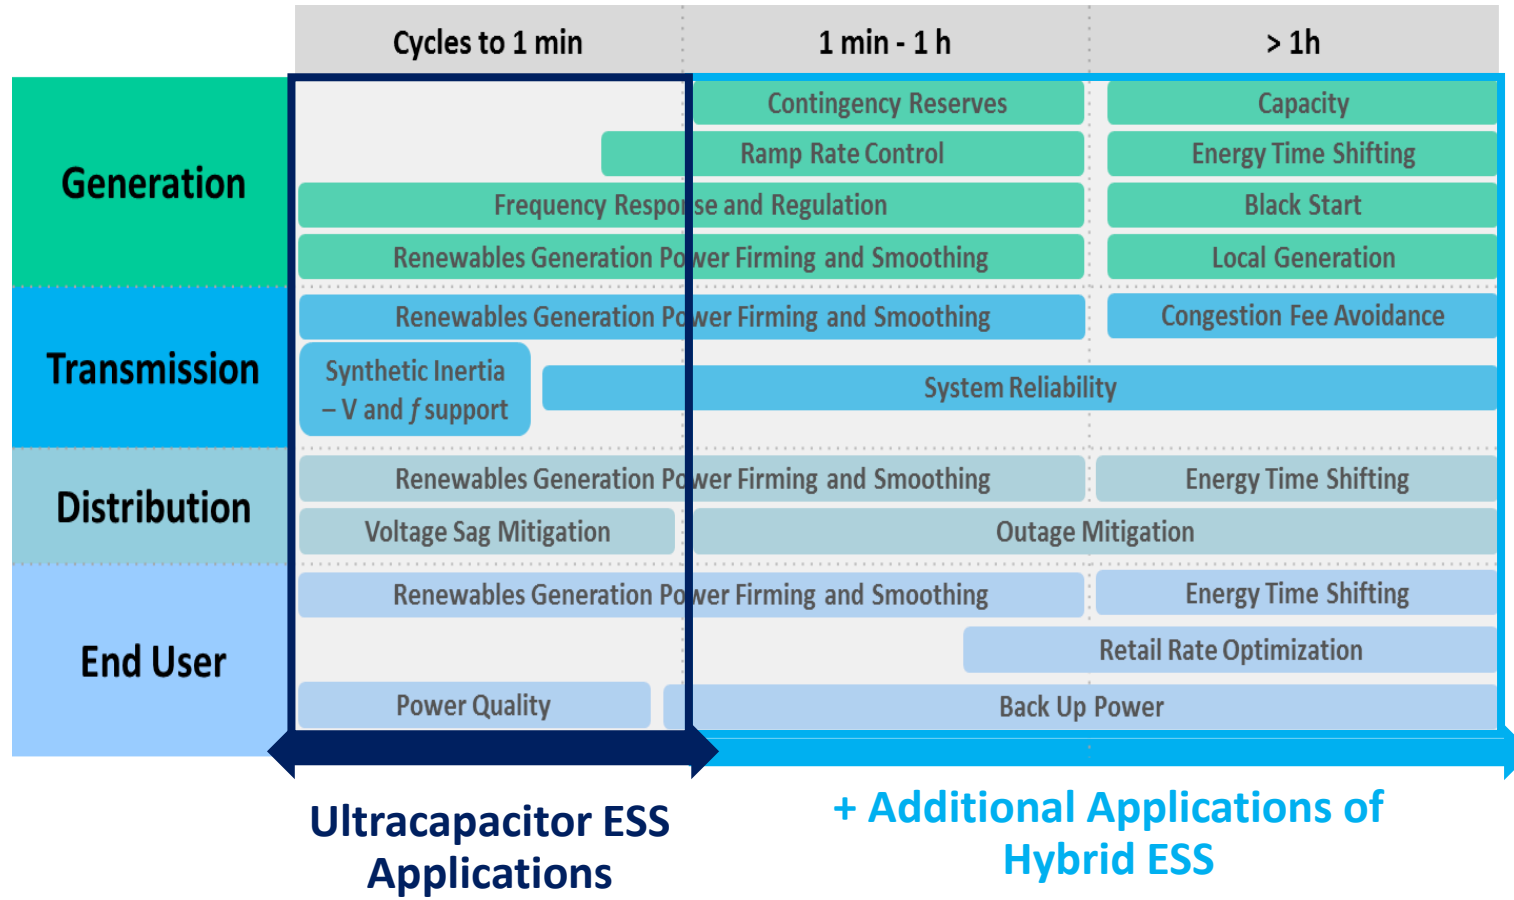 Cycles to 1 min
1 min - 1 h
> 1h
Generation
Contingency Reserves
Capacity
Ramp Rate Control
Energy Time Shifting
Frequency Response and Regulation
Black Start
Renewables Generation Power Firming and Smoothing
Local Generation
Transmission
Renewables Generation Power Firming and Smoothing
Congestion Fee Avoidance
Synthetic Inertia
– V and f support
System Reliability
Distribution
Renewables Generation Power Firming and Smoothing
Energy Time Shifting
Voltage Sag Mitigation
Outage Mitigation
End User
Renewables Generation Power Firming and Smoothing
Energy Time Shifting
Retail Rate Optimization
Power Quality
Back Up Power
Ultracapacitor ESS
Applications
+ Additional Applications of
Hybrid ESS